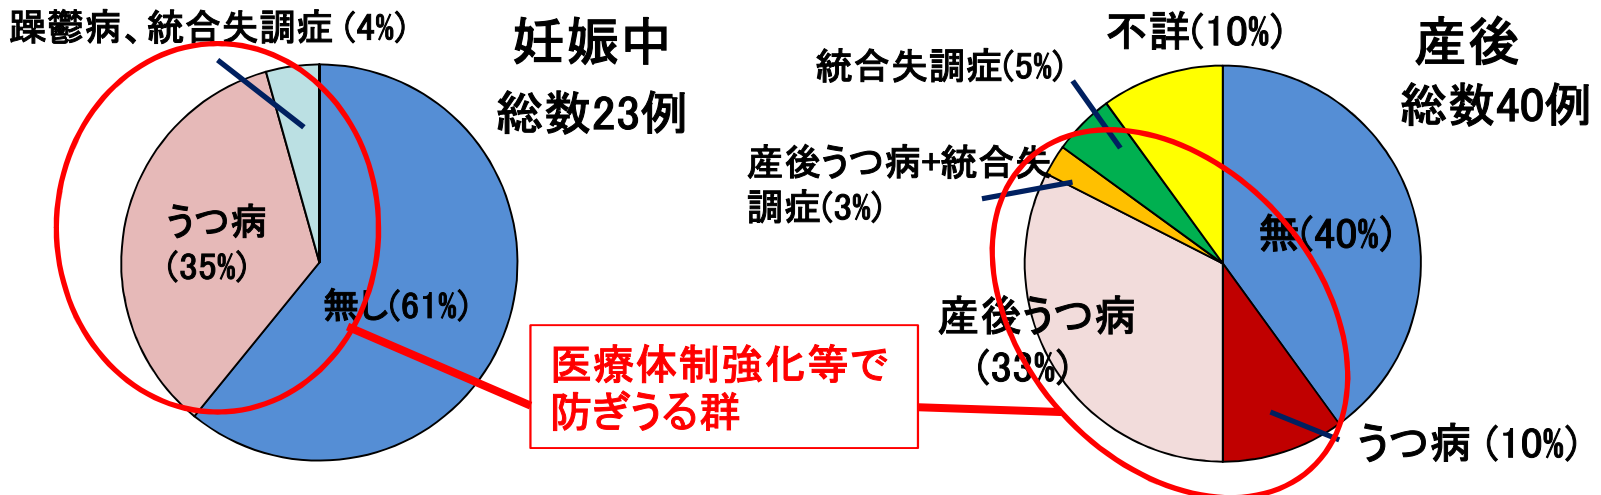 躁鬱病、統合失調症 (4%)
妊娠中
総数23例
うつ病
(35%)
無し(61%)
不詳(10%)
産後
総数40例
統合失調症(5%)
産後うつ病+統合失
調症(3%)
無(40%)
産後うつ病
(33%)
うつ病 (10%)
医療体制強化等で
防ぎうる群